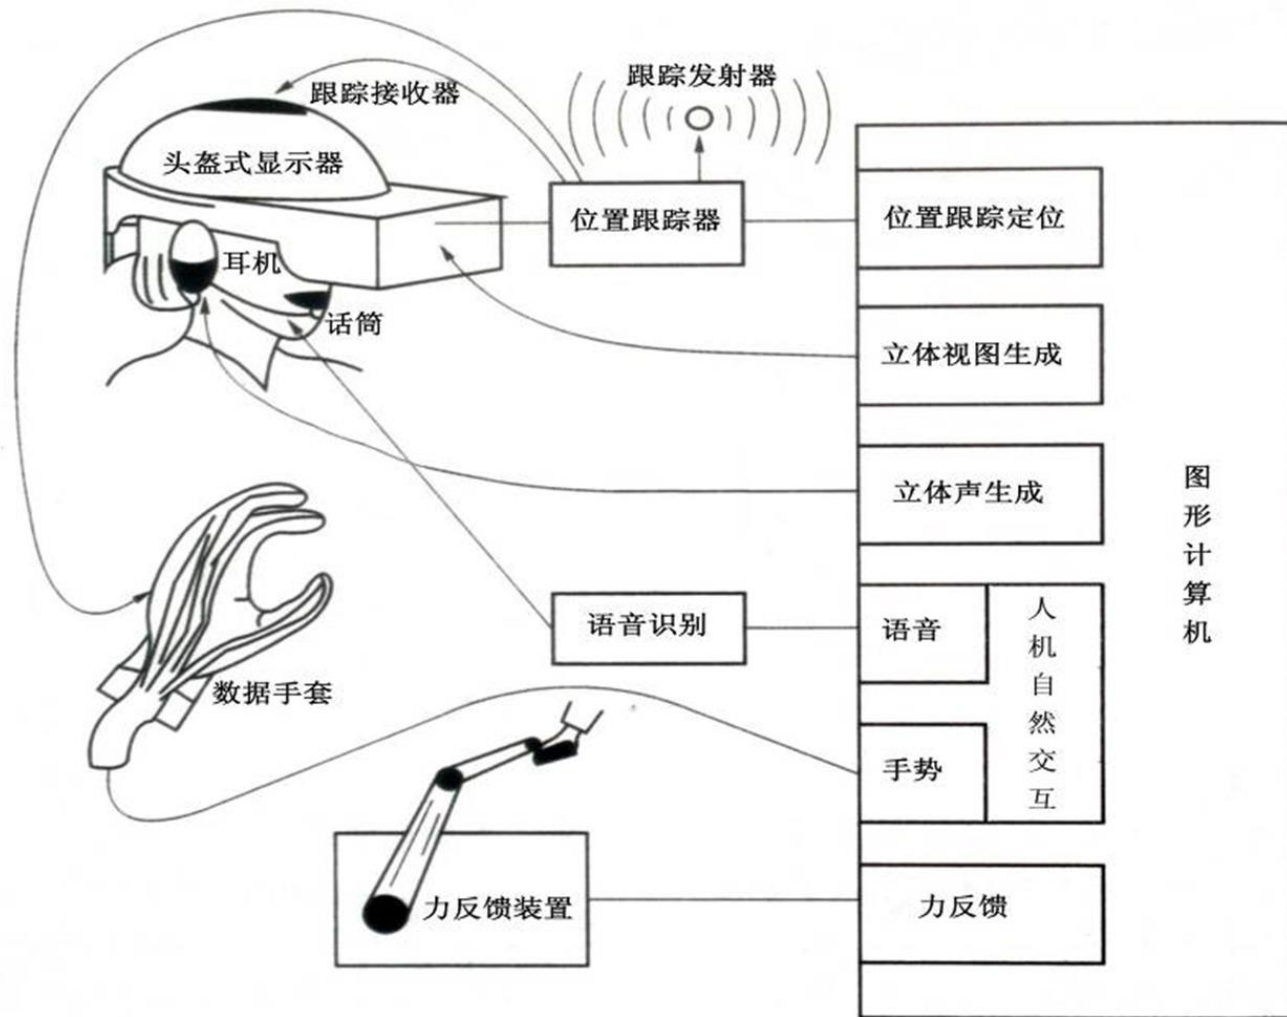 跟踪发射器
跟踪接收器
头盔式显示器
位置跟踪器
位置跟踪定位
耳机
话筒
立体视图生成
立体声生成
图形计算机
语音识别
语音
人机自然交互
数据手套
手势
力反馈装置
力反馈